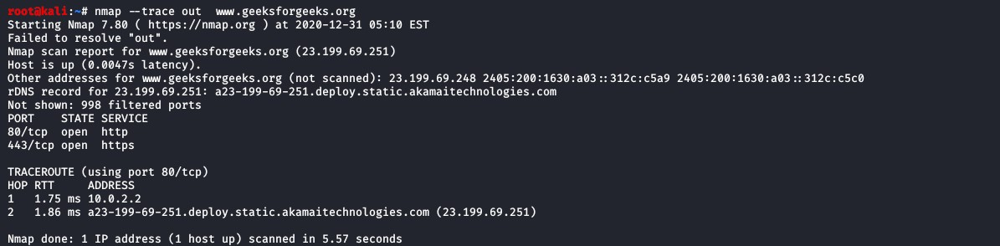 root@kali:~# nmap --trace out  www.geeksforgeeks.org
Starting Nmap 7.80 ( https://nmap.org ) at 2020-12-31 05:10 EST
Failed to resolve "out".
Nmap scan report for www.geeksforgeeks.org (23.199.69.251)
Host is up (0.0047s latency).
Other addresses for www.geeksforgeeks.org (not scanned): 23.199.69.248 2405:200:1630:a03::312c:c5a9 2405:200:1630:a03::312c:c5c0
rDNS record for 23.199.69.251: a23-199-69-251.deploy.static.akamaitechnologies.com
Not shown: 998 filtered ports
PORT    STATE SERVICE
80/tcp  open  http
443/tcp open  https

TRACEROUTE (using port 80/tcp)
HOP RTT     ADDRESS
1   1.75 ms 10.0.2.2
2   1.86 ms a23-199-69-251.deploy.static.akamaitechnologies.com (23.199.69.251)

Nmap done: 1 IP address (1 host up) scanned in 5.57 seconds